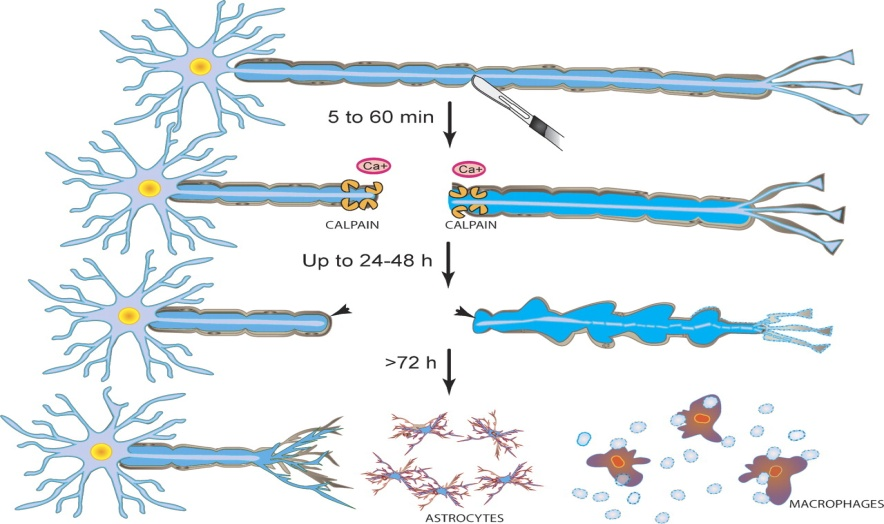 5 to 60 min
Ca+
Ca+
CALPAIN
CALPAIN
Up to 24-48 h
>72 h
ASTROCYTES
MACROPHAGES